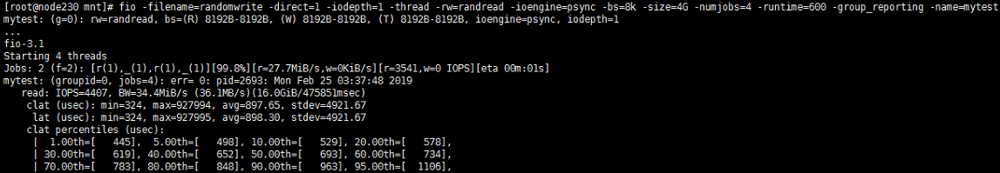 [root@node230 mnt]# fio -filename=randomwrite -direct=1 -iodepth=1 -thread -rw=randread -ioengine=psync -bs=8k -size=4G -numjobs=4 -runtime=600 -group_reporting -name=mytest
mytest: (g=0): rw=randread, bs=(R) 8192B-8192B, (W) 8192B-8192B, (T) 8192B-8192B, ioengine=psync, iodepth=1
...
fio-3.1
Starting 4 threads
Jobs: 2 (f=2): [r(1),_(1),r(1),_(1)][99.8%][r=27.7MiB/s,w=0KiB/s][r=3541,w=0 IOPS][eta 00m:01s]
mytest: (groupid=0, jobs=4): err= 0: pid=2693: Mon Feb 25 03:37:48 2019
read: IOPS=4407, BW=34.4MiB/s (36.1MB/s)(16.0GiB/475851msec)
clat (usec): min=324, max=927994, avg=897.65, stdev=4921.67
lat (usec): min=324, max=927995, avg=898.30, stdev=4921.67
clat percentiles (usec):
| 1.00th=[ 445], 5.00th=[ 498], 10.00th=[ 529], 20.00th=[ 578],
| 30.00th=[ 619], 40.00th=[ 652], 50.00th=[ 693], 60.00th=[ 734],
| 70.00th=[ 783], 80.00th=[ 848], 90.00th=[ 963], 95.00th=[ 1106],